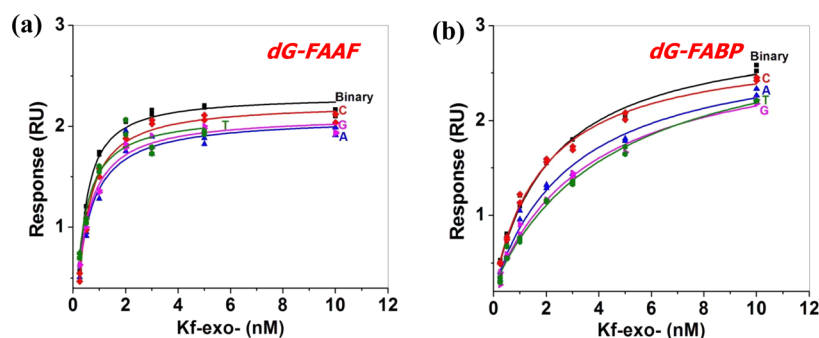 (a)
dG-FAAF
Response (RU)
3
2
1
Binary
C
T
G
A
0 2 4 6 8 10 12
Kf-exo- (nM)
(b)
dG-FABP
Response (RU)
3
2
1
0
Binary
C
A
T
G
0 2 4 6 8 10 12
Kf-exo- (nM)